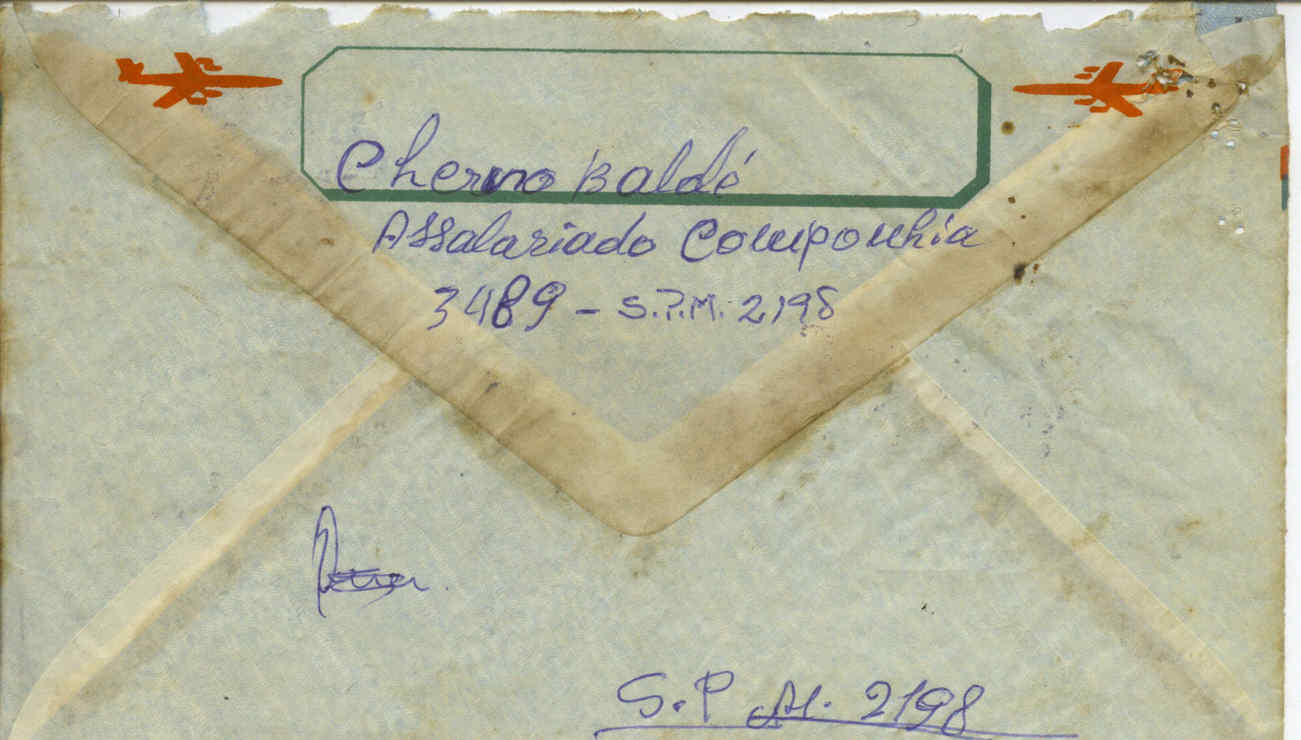 Cherno Baldé
Assalariado Companhia
3489 - S.P.M. 2198
S.P.M. 2198